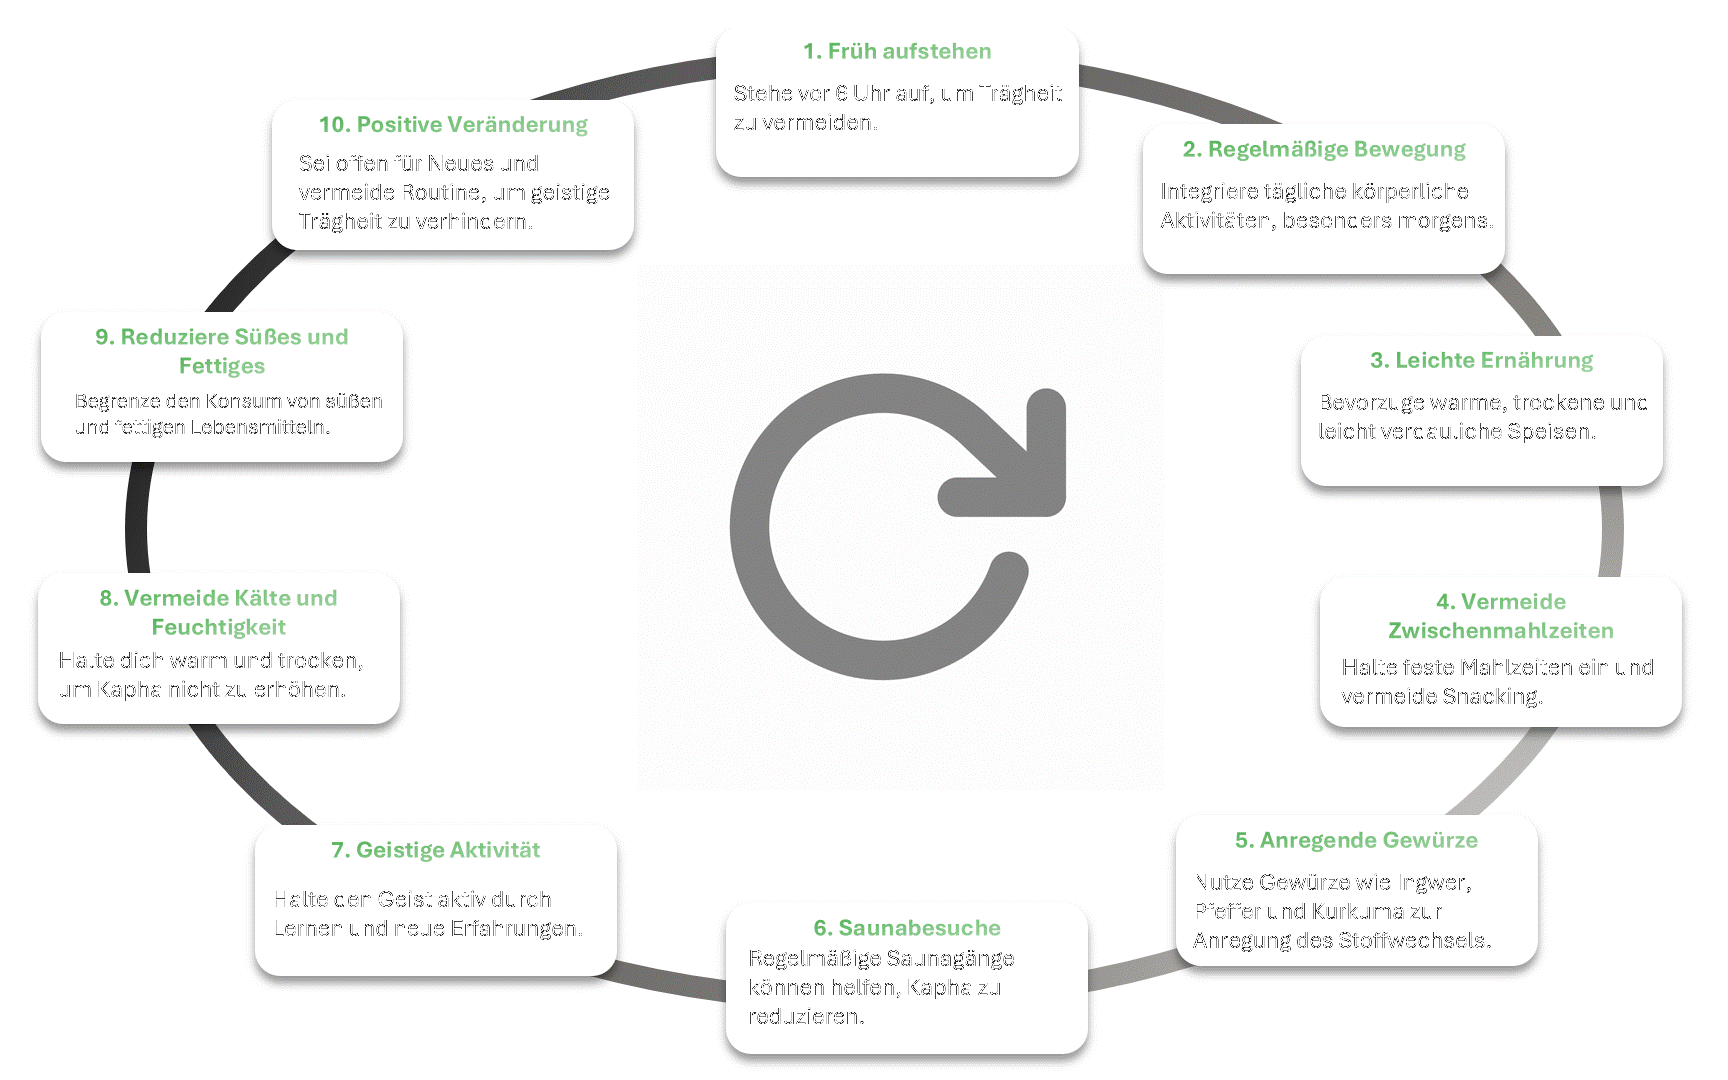 1. Früh aufstehen
Stehe vor 6 Uhr auf, um Trägheit
zu vermeiden.
2. Regelmäßige Bewegung
Integriere tägliche körperliche
Aktivitäten, besonders morgens.
3. Leichte Ernährung
Bevorzuge warme, trockene und
leicht verdauliche Speisen.
4. Vermeide
Zwischenmahlzeiten
Halte feste Mahlzeiten ein und
vermeide Snacking.
5. Anregende Gewürze
Nutze Gewürze wie Ingwer,
Pfeffer und Kurkuma zur
Anregung des Stoffwechsels.
6. Saunabesuche
Regelmäßige Saunagänge
können helfen, Kapha zu
reduzieren.
7. Geistige Aktivität
Halte den Geist aktiv durch
Lernen und neue Erfahrungen.
8. Vermeide Kälte und
Feuchtigkeit
Halte dich warm und trocken,
um Kapha nicht zu erhöhen.
9. Reduziere Süßes und
Fettiges
Begrenze den Konsum von süßen
und fettigen Lebensmitteln.
10. Positive Veränderung
Sei offen für Neues und
vermeide Routine, um geistige
Trägheit zu verhindern.